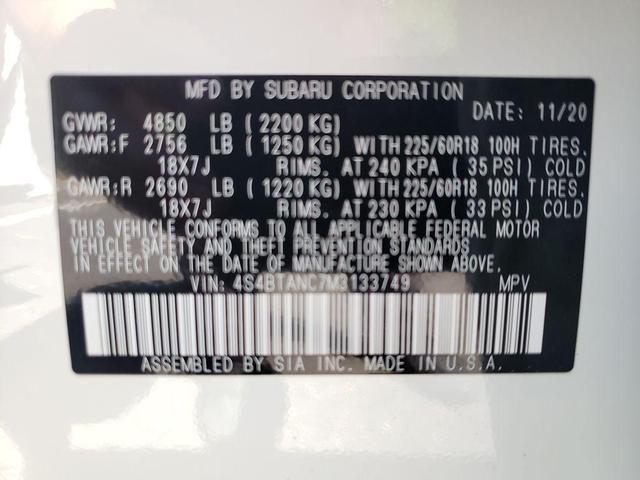 MFD BY SUBARU CORPORATION
DATE: 11/20
GVWR: 4850 LB ( 2200 KG)
GAWR:F 2756 LB ( 1250 KG) WITH 225/60R18 100H TIRES.
18X7J RIMS. AT 240 KPA ( 35 PSI) COLD
GAWR:R 2690 LB ( 1220 KG) WITH 225/60R18 100H TIRES.
18X7J RIMS. AT 230 KPA ( 33 PSI) COLD
THIS VEHICLE CONFORMS TO ALL APPLICABLE FEDERAL MOTOR
VEHICLE SAFETY AND THEFT PREVENTION STANDARDS
IN EFFECT ON THE DATE OF MANUFACTURE SHOWN ABOVE.
VIN: 4S4BTANC7M3133749 MPV
ASSEMBLED BY SIA INC. MADE IN U.S.A.